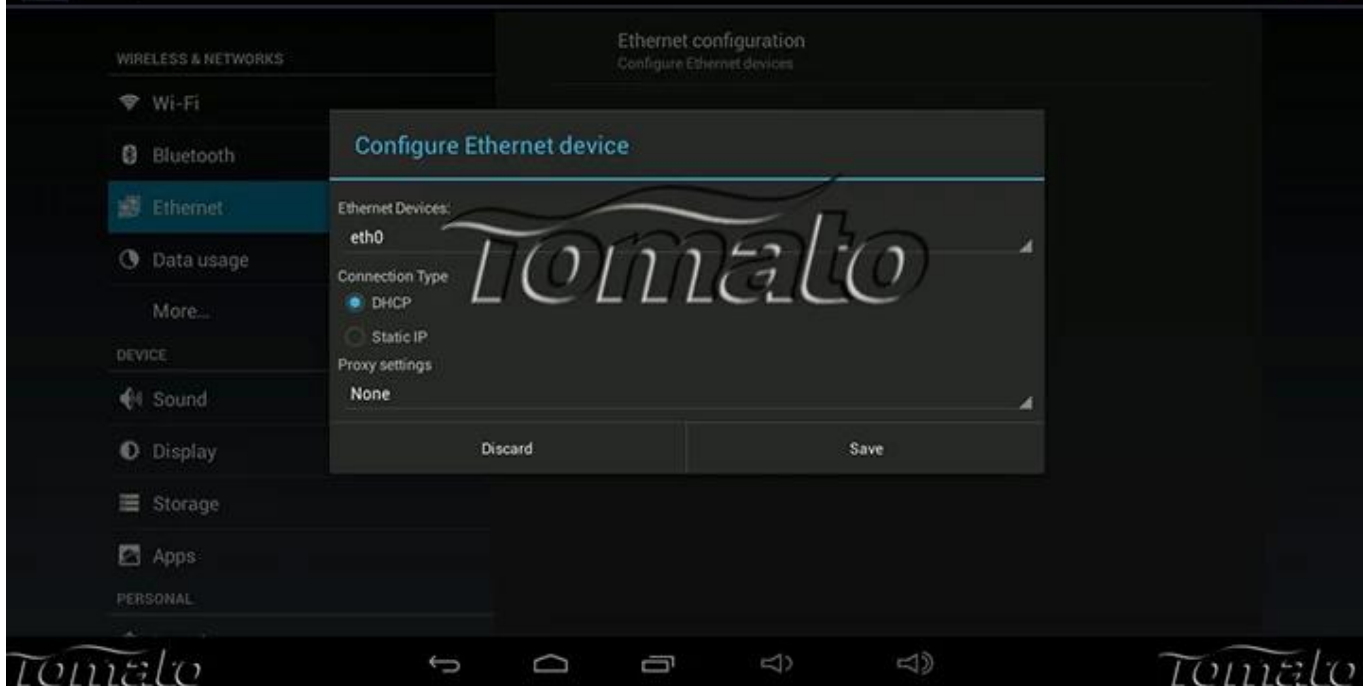 Ethernet configuration
Configure Ethernet devices
WIRELESS & NETWORKS
Wi-Fi
Bluetooth
Ethernet
Data usage
More...
DEVICE
Sound
Display
Storage
Apps
PERSONAL
Configure Ethernet device
Ethernet Devices:
eth0
Connection Type
DHCP
Static IP
Proxy settings
None
Discard
Save
Tomato
Tomato
Tomato